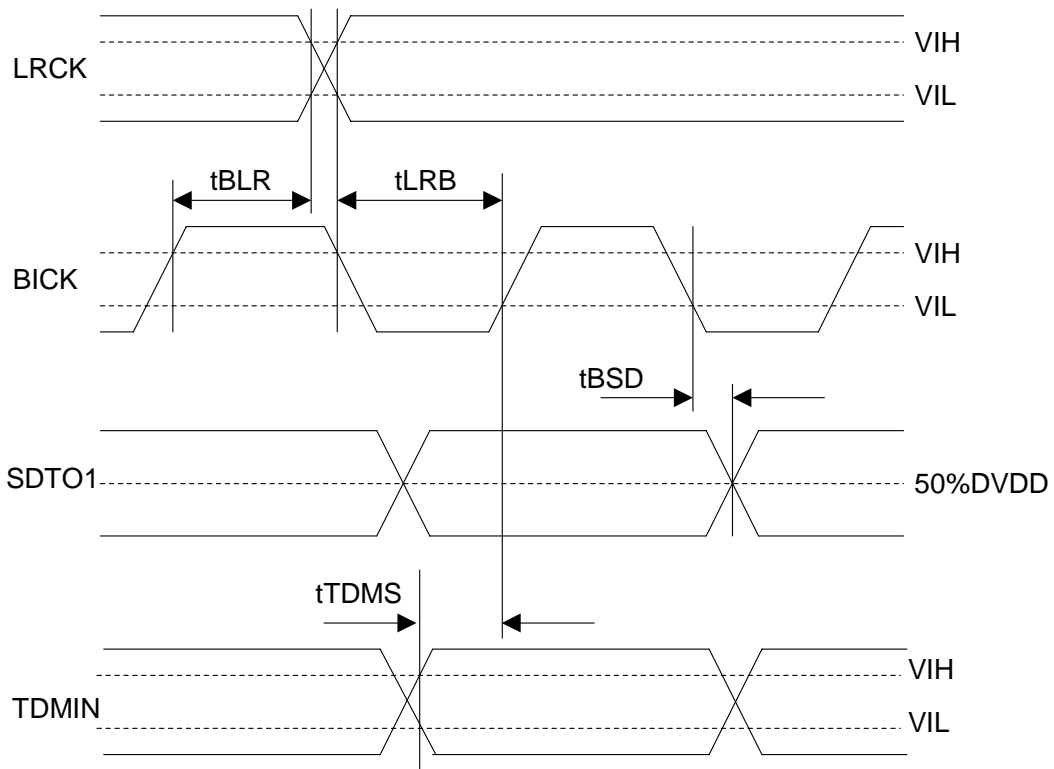 VIH
LRCK
VIL
tBLR
tLRB
VIH
BICK
VIL
tBSD
SDTO1
50%DVDD
tTDMS
VIH
TDMIN
VIL